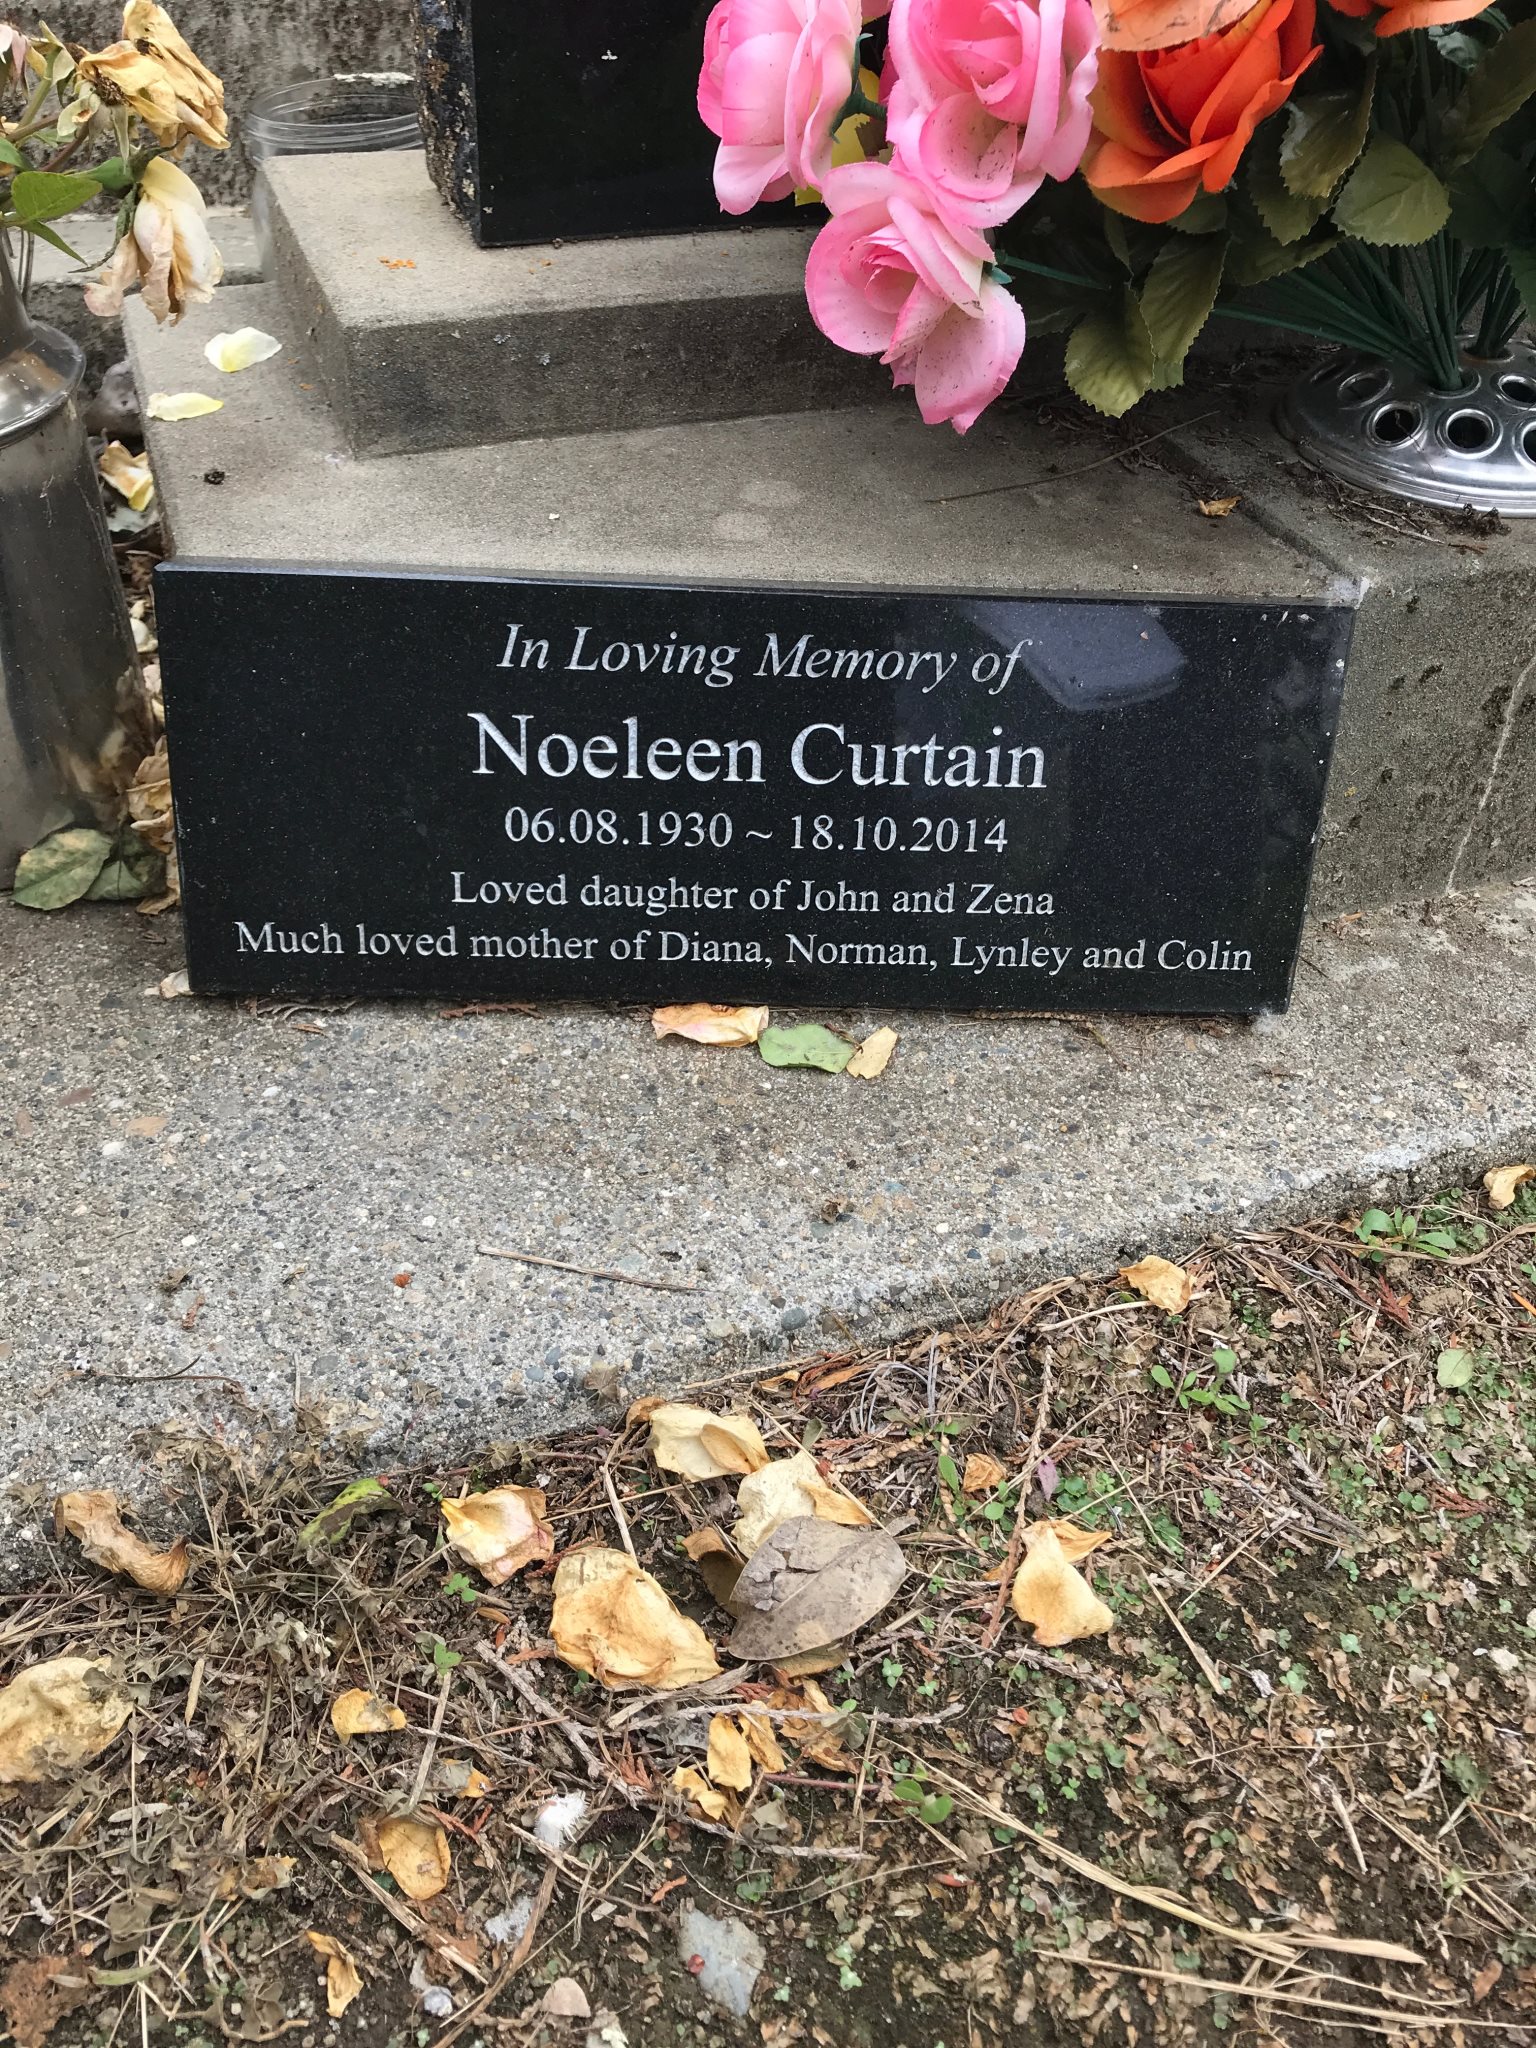 In Loving Memory of
Noeleen Curtain
06.08.1930 ~ 18.10.2014
Loved daughter of John and Zena
Much loved mother of Diana, Norman, Lynley and Colin